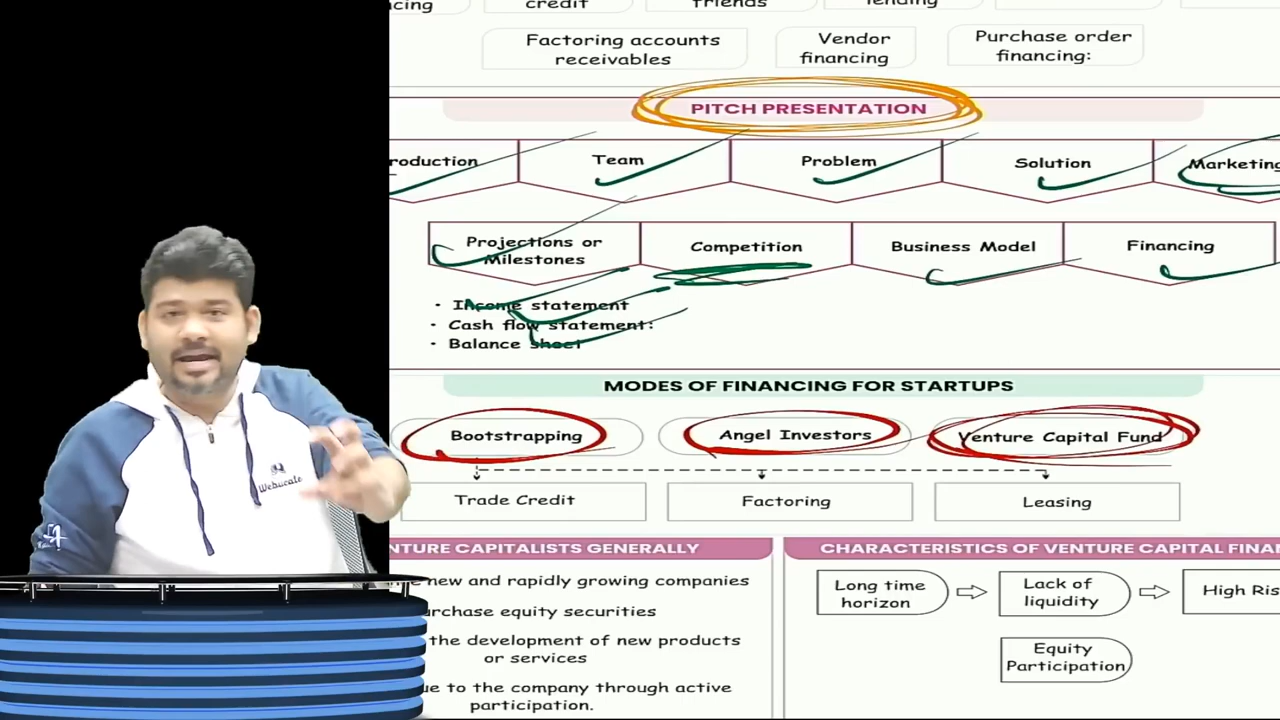 credit
friends
lending
Factoring accounts
receivables
Vendor
financing
Purchase order
financing:
PITCH PRESENTATION
roduction
Team
Problem
Solution
Marketing
Projections or
Milestones
Competition
Business Model
Financing
• Income statement
• Cash flow statement:
• Balance sheet
MODES OF FINANCING FOR STARTUPS
Bootstrapping
Angel Investors
Venture Capital Fund
Trade Credit
Factoring
Leasing
NTURE CAPITALISTS GENERALLY
new and rapidly growing companies
urchase equity securities
the development of new products
or services
ue to the company through active
participation.
CHARACTERISTICS OF VENTURE CAPITAL FINAN
Long time
horizon
Lack of
liquidity
High Ris
Equity
Participation
Webucate